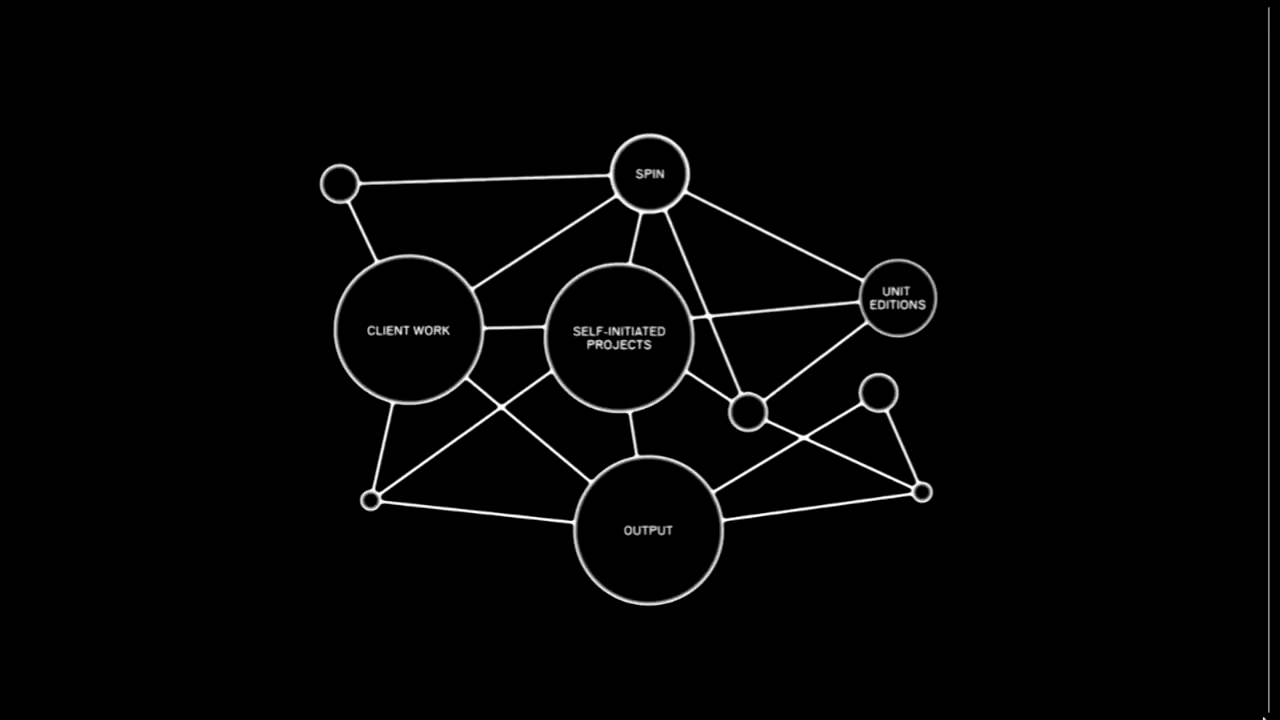 SPIN
UNIT
EDITIONS
CLIENT WORK
SELF-INITIATED
PROJECTS
OUTPUT